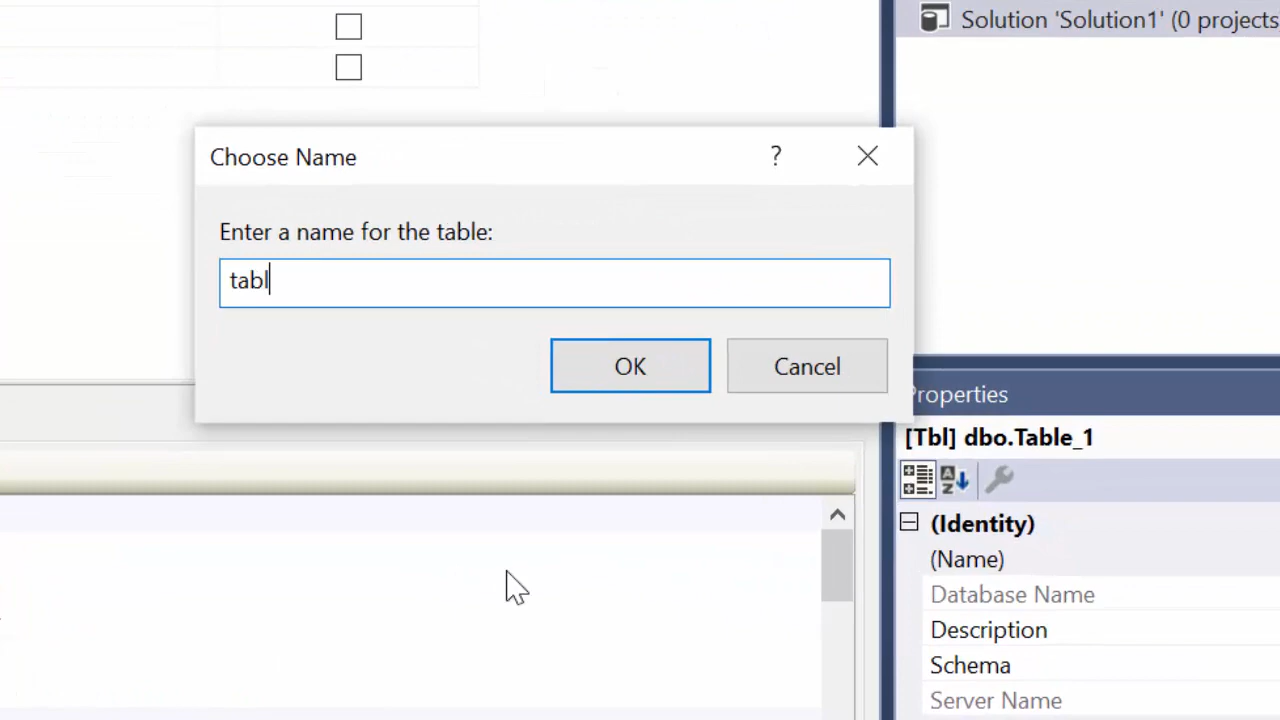 Solution 'Solution1' (0 projects
Choose Name
?
Enter a name for the table:
tabl
OK
Cancel
Properties
[Tbl] dbo.Table_1
(Identity)
(Name)
Database Name
Description
Schema
Server Name